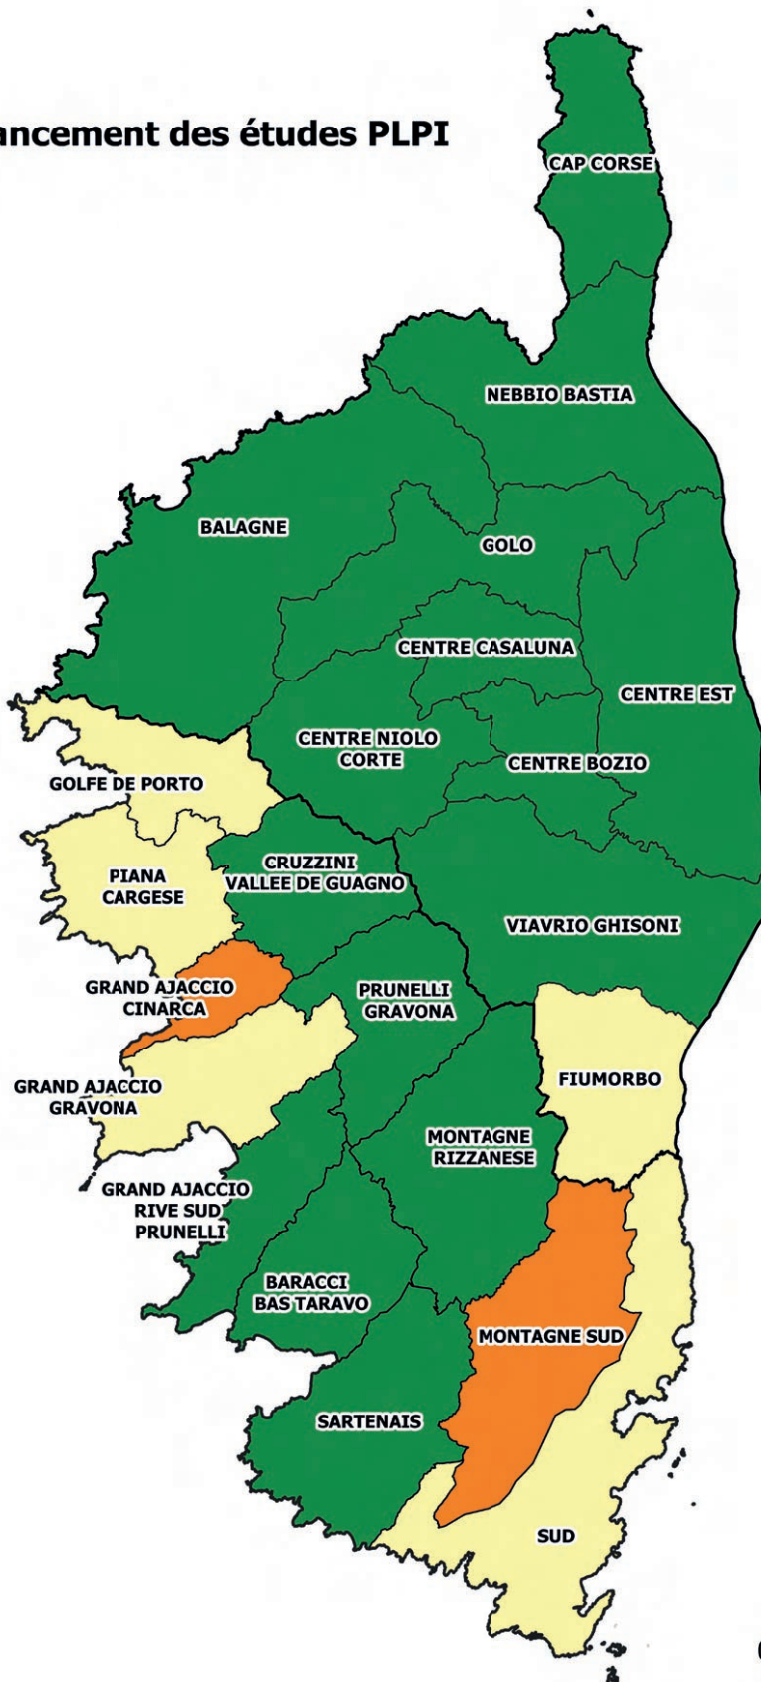 ancement des études PLPI
CAP CORSE
NEBBIO BASTIA
BALAGNE
GOLO
CENTRE CASALUNA
CENTRE EST
CENTRE NIOLO
CORTE
CENTRE BOZIO
GOLFE DE PORTO
CRUZZINI
VALLEE DE GUAGNO
PIANA
CARGESE
VIAVRIO GHISONI
GRAND AJACCIO
CINARCA
PRUNELLI
GRAVONA
FIUMORBO
GRAND AJACCIO
GRAVONA
MONTAGNE
RIZZANESE
GRAND AJACCIO
RIVE SUD
PRUNELLI
BARACCI
BAS TARAVO
MONTAGNE SUD
SARTENAIS
SUD